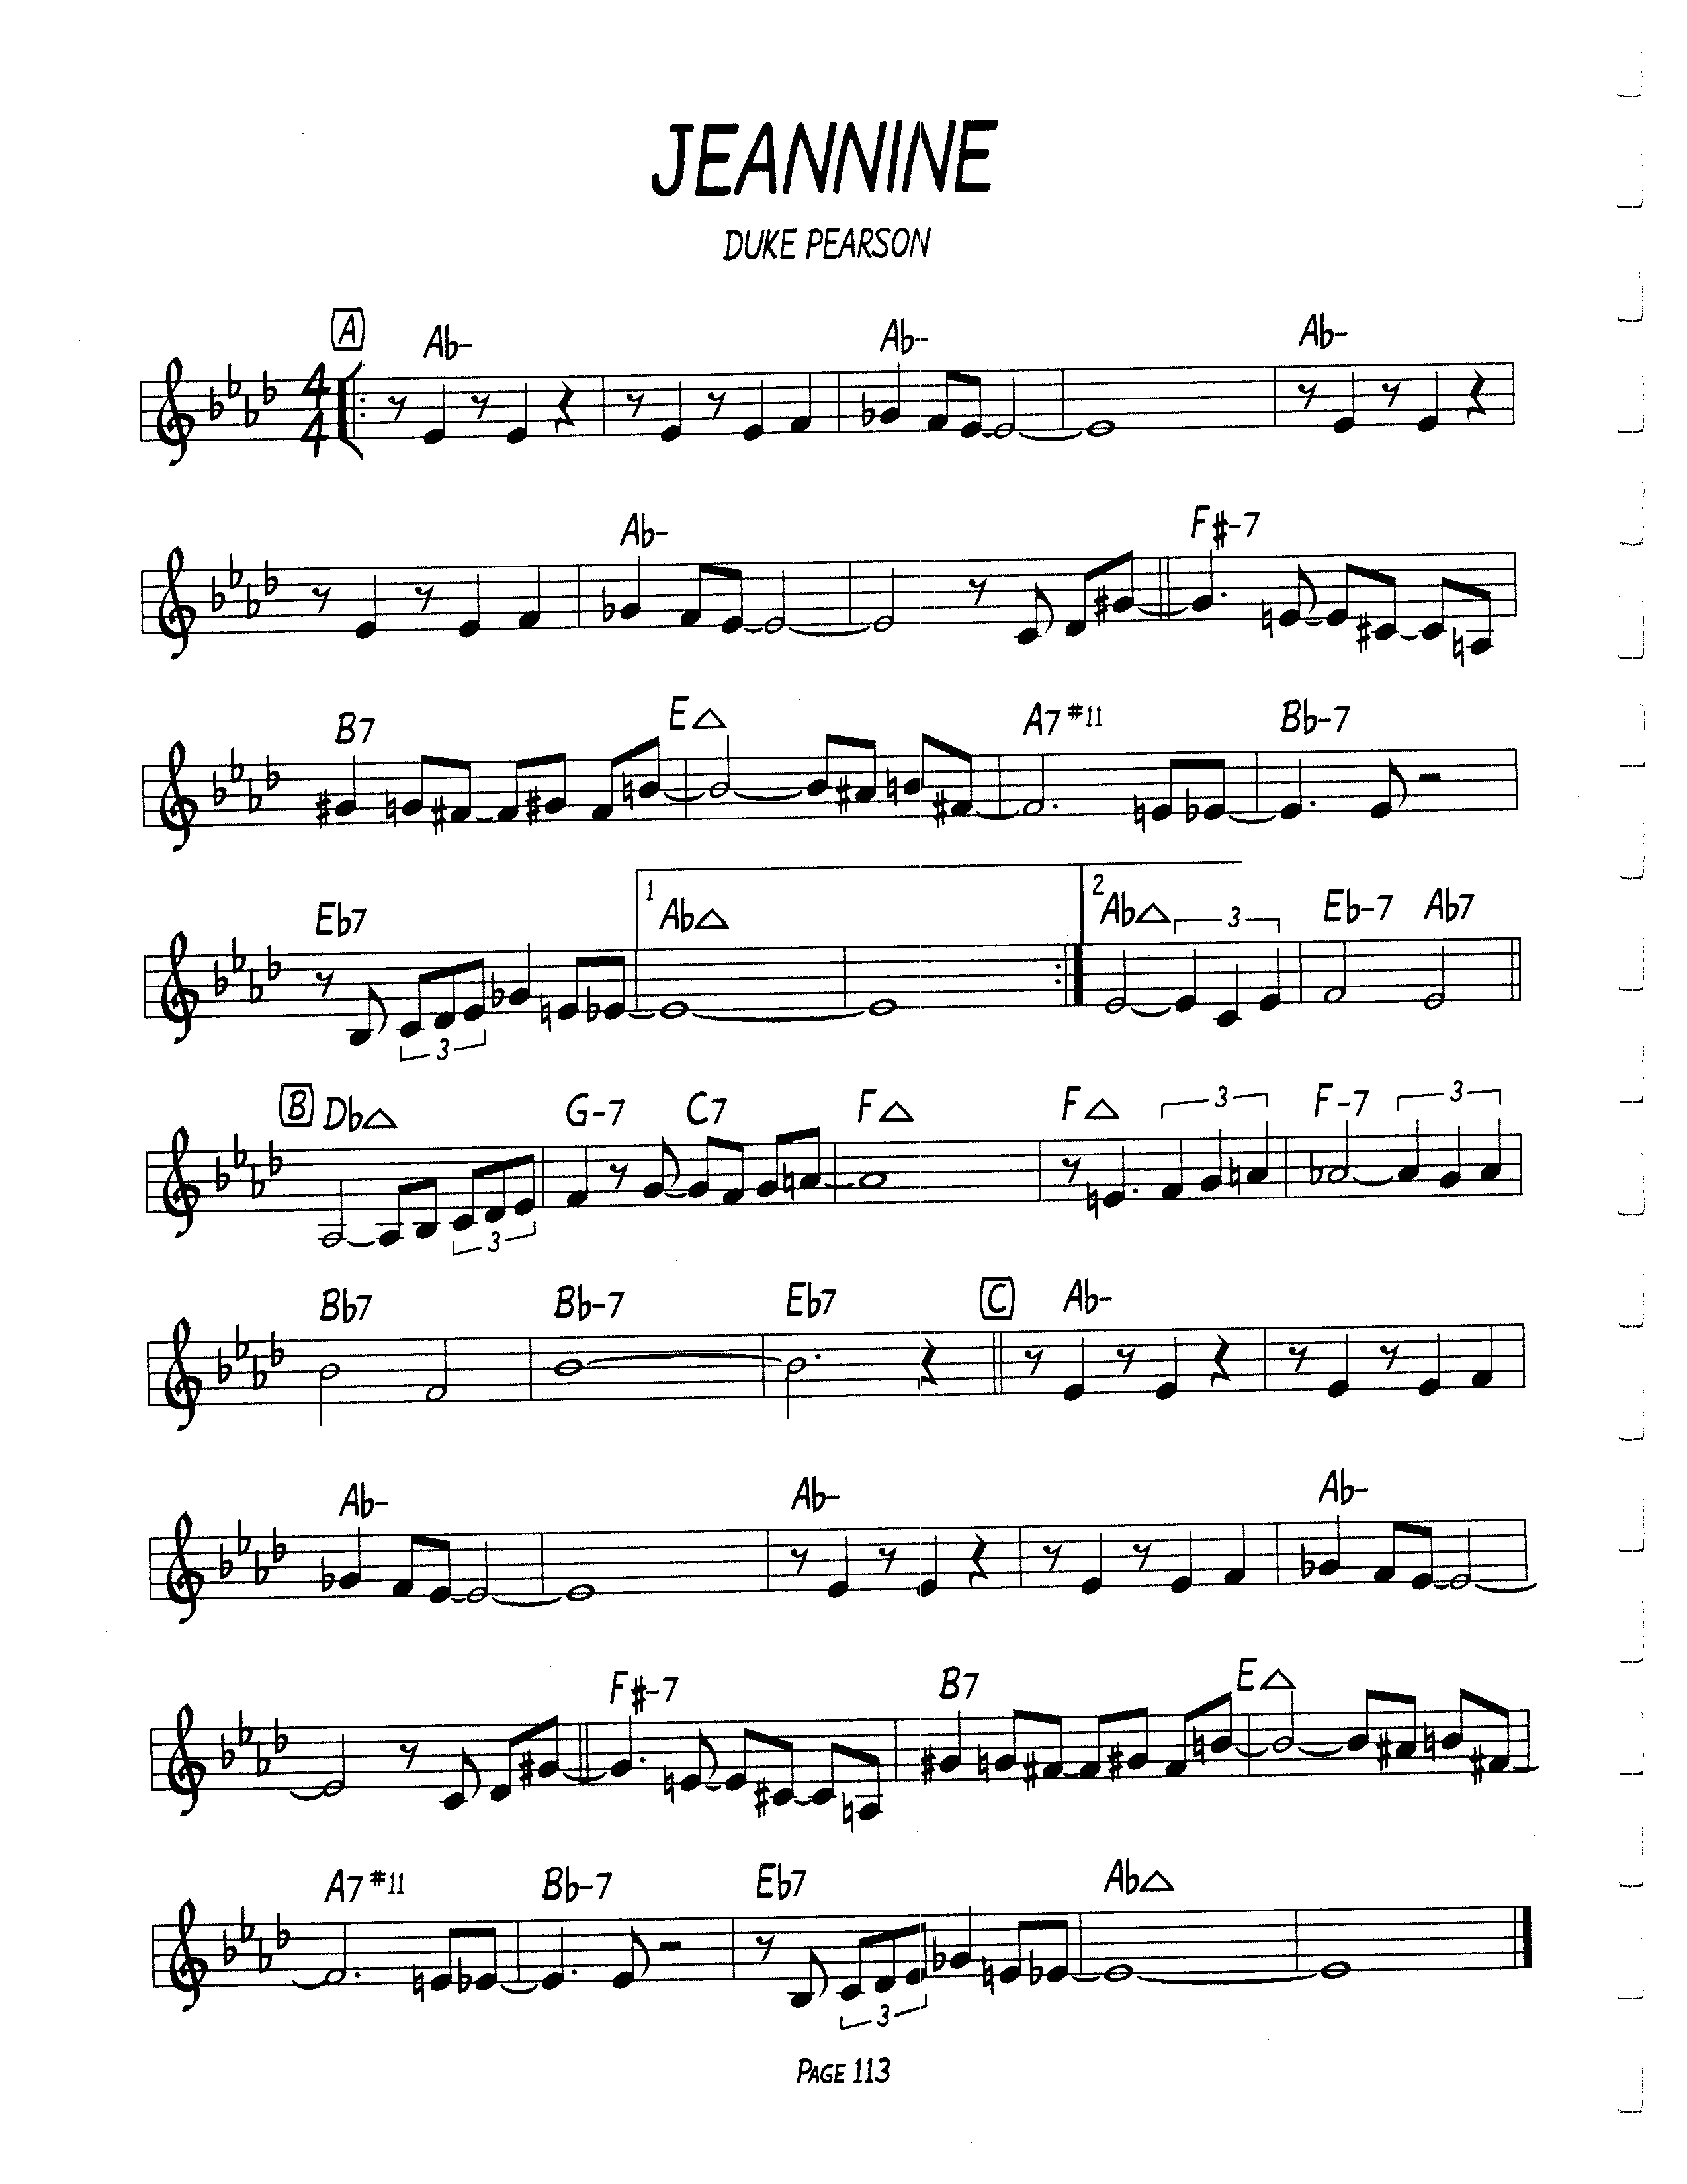 JEANNINE
DUKE PEARSON
A Ab- Ab- Ab-
4
4
Ab- F#-7
B7 E△ A7#11 Bb-7
Eb7 1 Ab△ 2 Ab△ 3 Eb-7 Ab7
3
B Db△ G-7 C7 F△ F△ 3 F-7 3
3
Bb7 Bb-7 Eb7 C Ab-
Ab- Ab- Ab-
F#-7 B7 E△
A7#11 Bb-7 Eb7 Ab△
3
PAGE 113